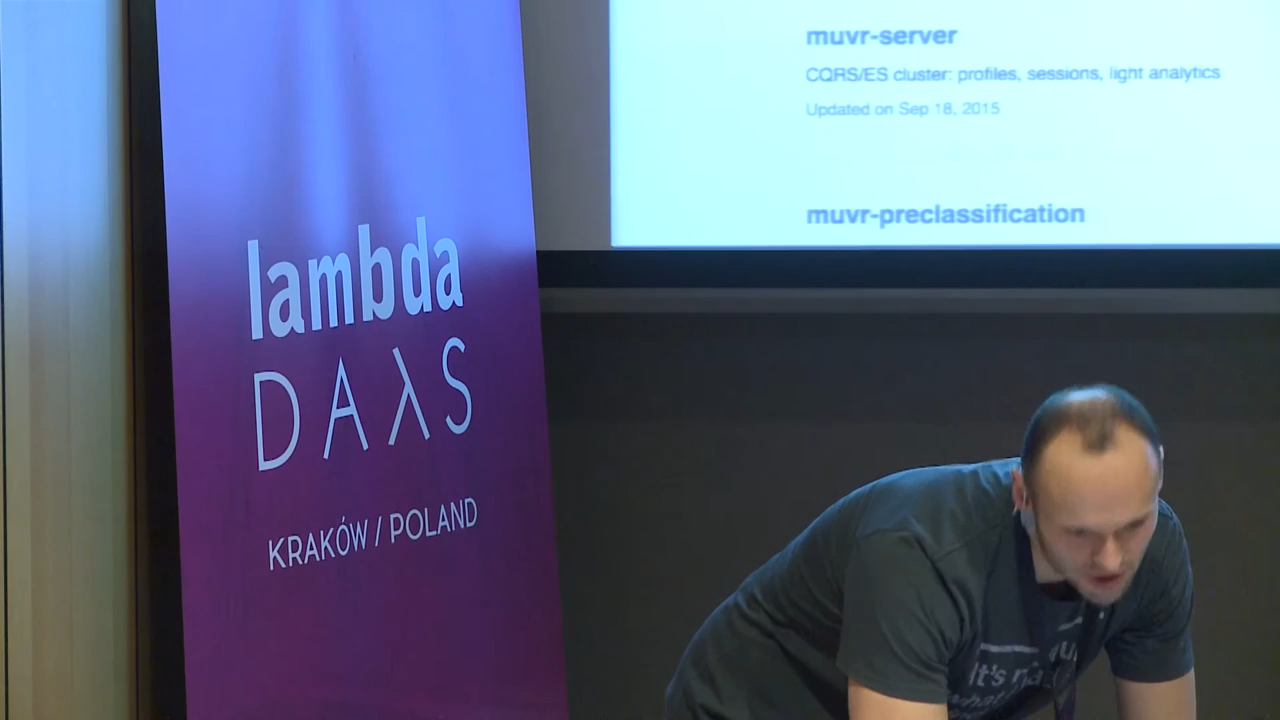 lambda
DAλS
KRAKÓW / POLAND
muvr-server
CQRS/ES cluster: profiles, sessions, light analytics
Updated on Sep 18, 2015
muvr-preclassification
It's